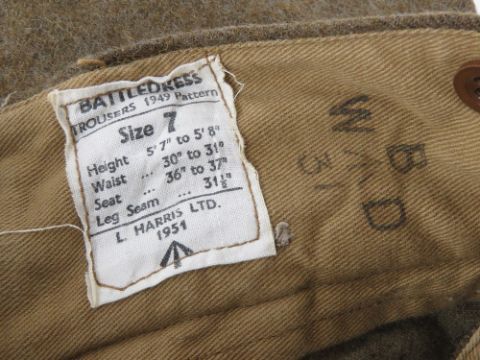 BATTLEDRESS
TROUSERS 1949 Pattern
Size 7
Height 5' 7" to 5' 8"
Waist ... 30" to 31"
Seat ... 36" to 37"
Leg Seam ... 31½"
L. HARRIS LTD.
1951
W B
31 D